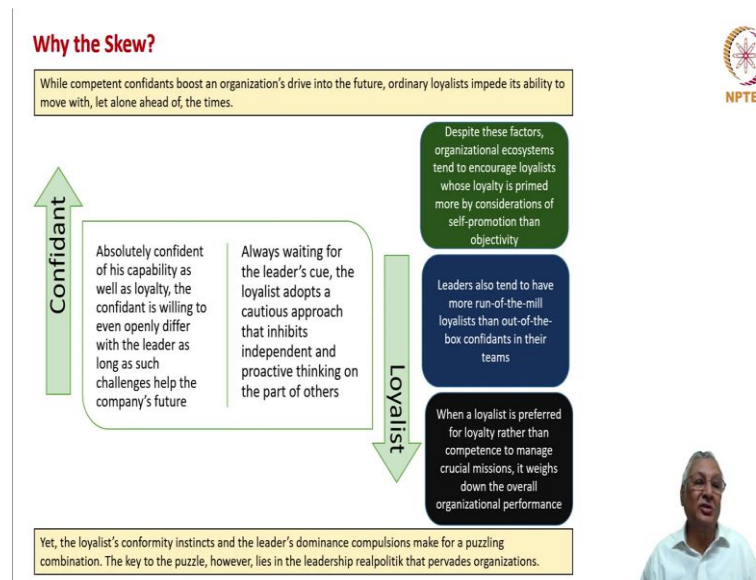 Why the Skew?
While competent confidants boost an organization's drive into the future, ordinary loyalists impede its ability to
move with, let alone ahead of, the times.
Confidant
Absolutely confident
of his capability as
well as loyalty, the
confidant is willing to
even openly differ
with the leader as
long as such
challenges help the
company's future
Always waiting for
the leader's cue, the
loyalist adopts a
cautious approach
that inhibits
independent and
proactive thinking on
the part of others
Loyalist
Despite these factors,
organizational ecosystems
tend to encourage loyalists
whose loyalty is primed
more by considerations of
self-promotion than
objectivity
Leaders also tend to have
more run-of-the-mill
loyalists than out-of-the-
box confidants in their
teams
When a loyalist is preferred
for loyalty rather than
competence to manage
crucial missions, it weighs
down the overall
organizational performance
Yet, the loyalist's conformity instincts and the leader's dominance compulsions make for a puzzling
combination. The key to the puzzle, however, lies in the leadership realpolitik that pervades organizations.
NPTE